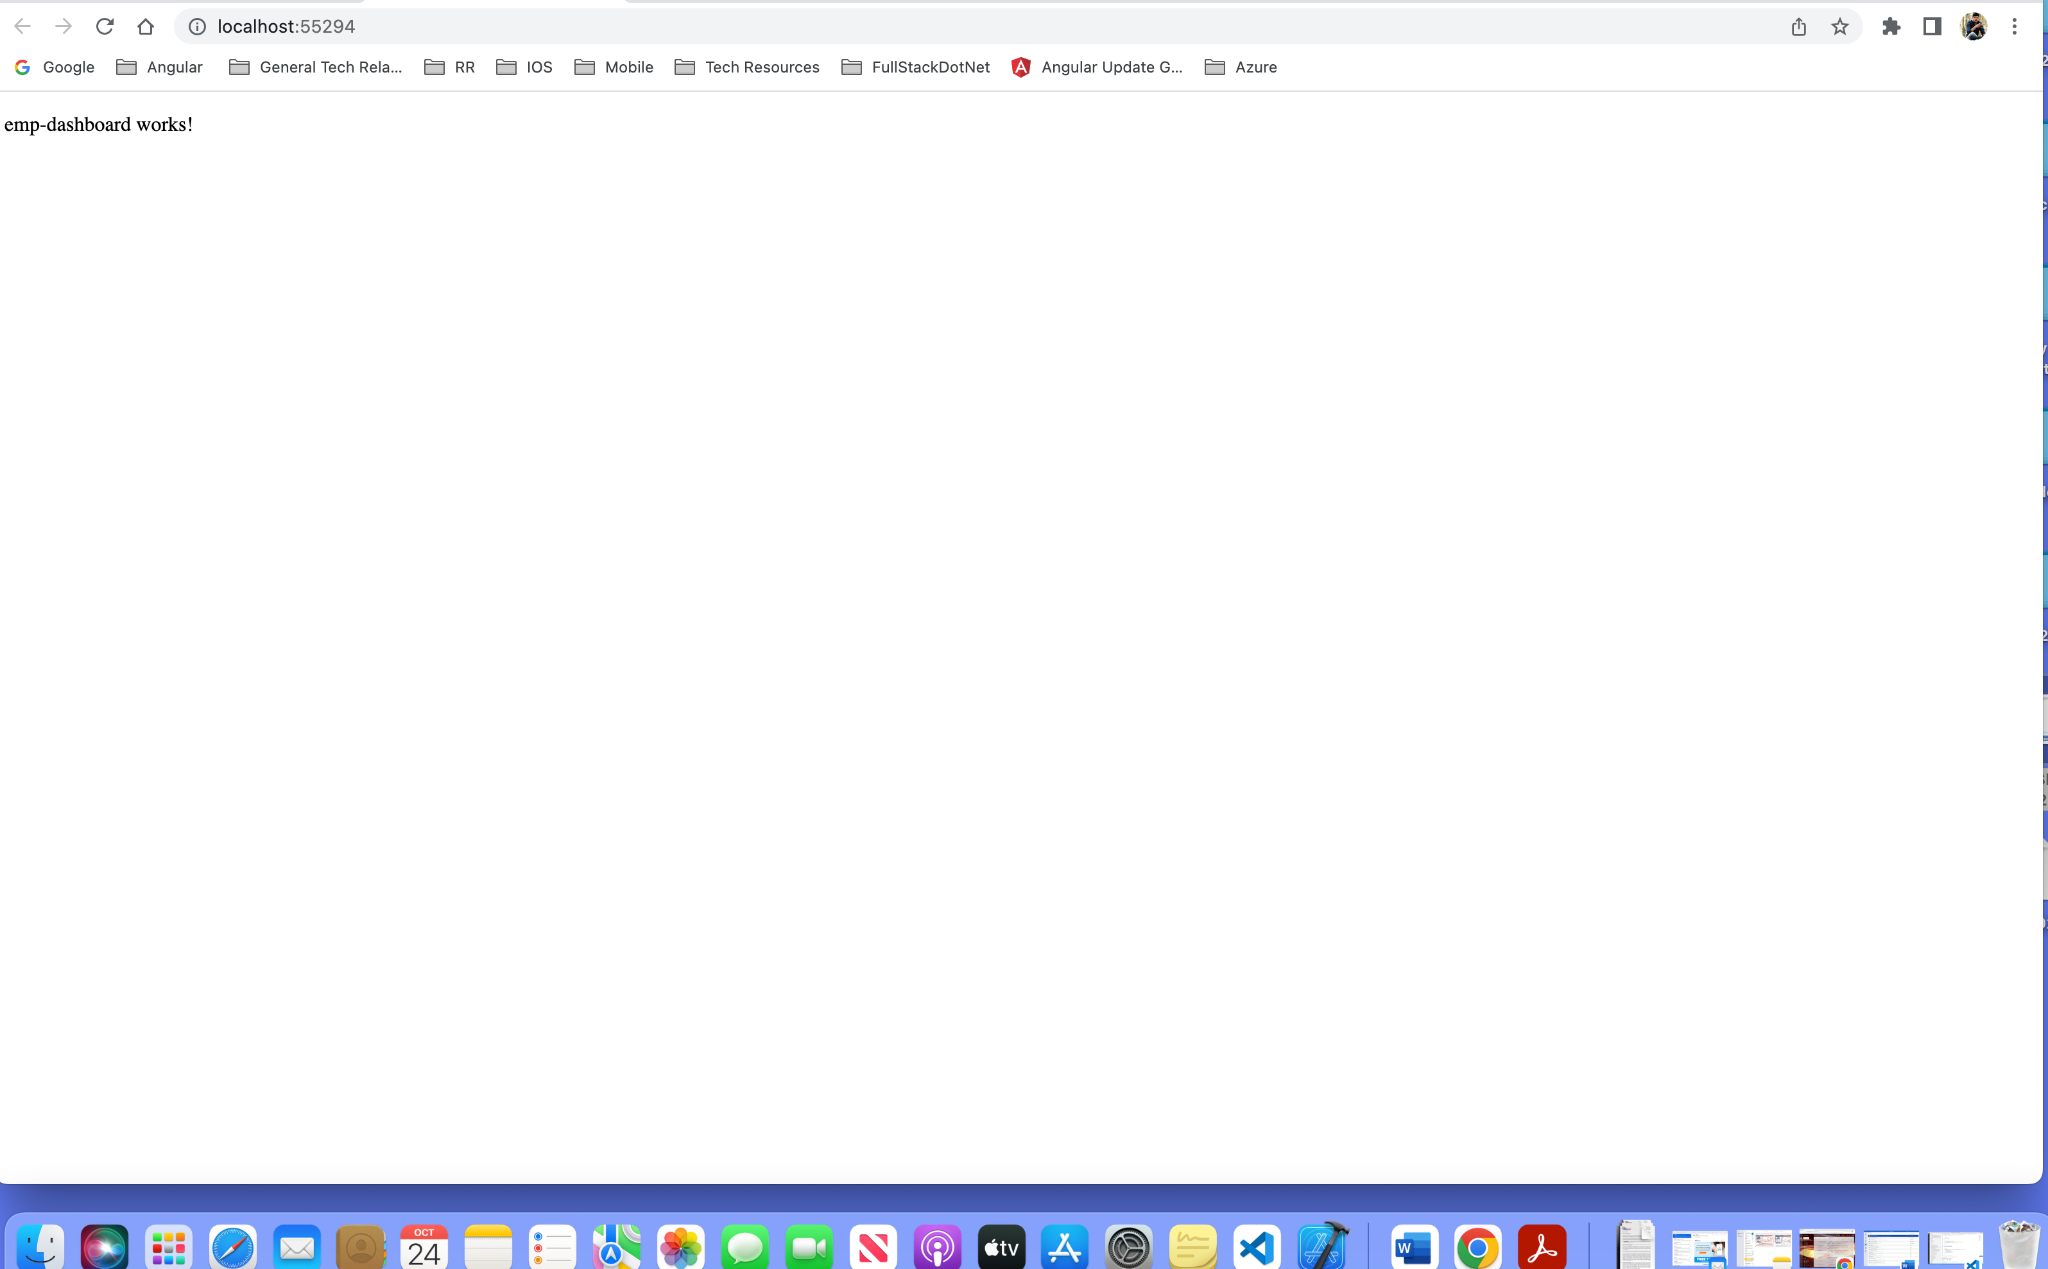 localhost:55294
Google Angular General Tech Rela... RR IOS Mobile Tech Resources FullStackDotNet Angular Update G... Azure
emp-dashboard works!
OCT
24
tv
W